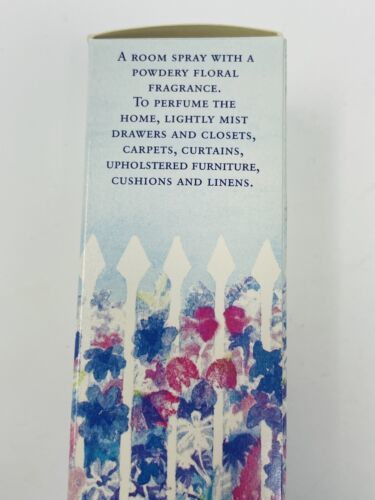 A ROOM SPRAY WITH A
POWDERY FLORAL
FRAGRANCE.
TO PERFUME THE
HOME, LIGHTLY MIST
DRAWERS AND CLOSETS,
CARPETS, CURTAINS,
UPHOLSTERED FURNITURE,
CUSHIONS AND LINENS.